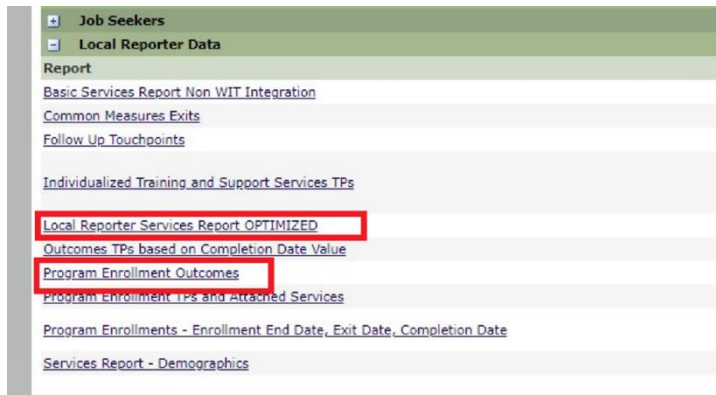 Job Seekers
Local Reporter Data
Report
Basic Services Report Non WIT Integration
Common Measures Exits
Follow Up Touchpoints
Individualized Training and Support Services TPs
Local Reporter Services Report OPTIMIZED
Outcomes TPs based on Completion Date Value
Program Enrollment Outcomes
Program Enrollment TPs and Attached Services
Program Enrollments - Enrollment End Date, Exit Date, Completion Date
Services Report - Demographics